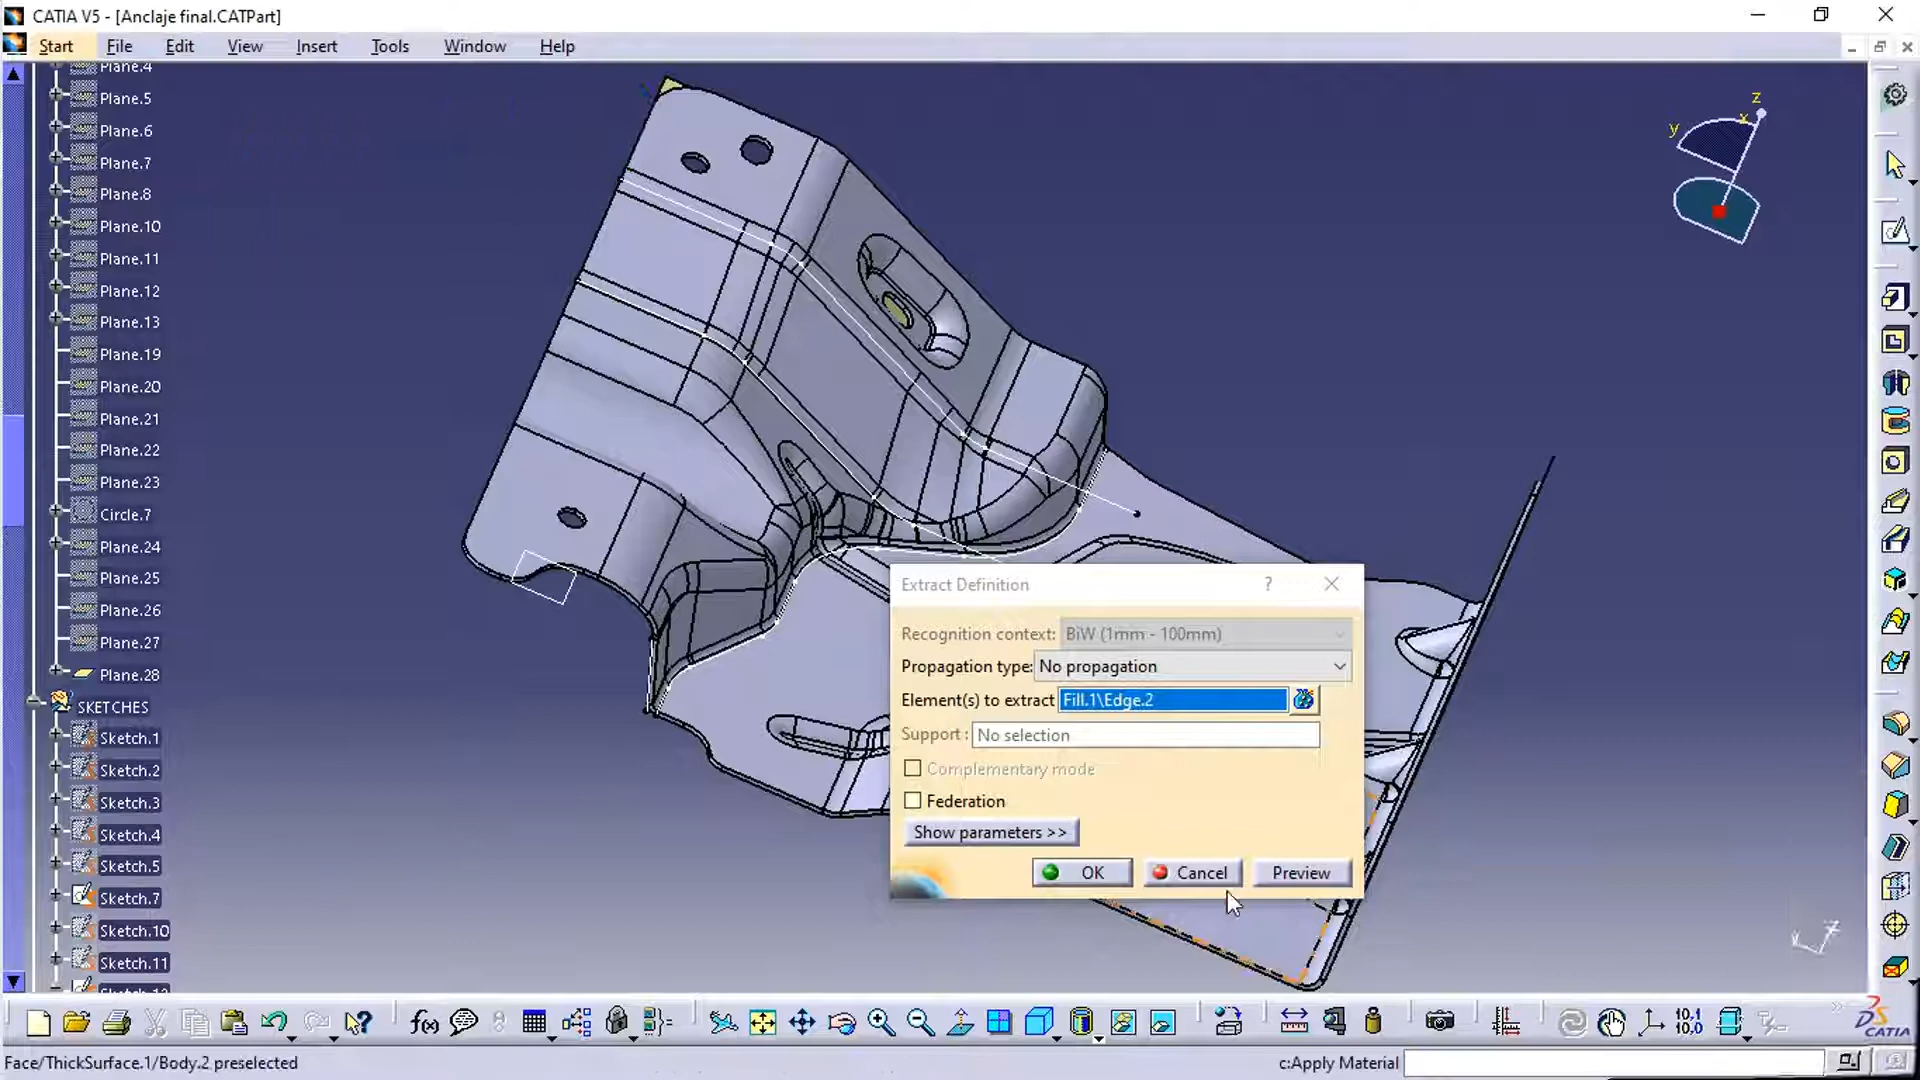 CATIA V5 - [Anclaje final.CATPart]
Start File Edit View Insert Tools Window Help
Plane.4
Plane.5
Plane.6
Plane.7
Plane.8
Plane.10
Plane.11
Plane.12
Plane.13
Plane.19
Plane.20
Plane.21
Plane.22
Plane.23
Circle.7
Plane.24
Plane.25
Plane.26
Plane.27
Plane.28
SKETCHES
Sketch.1
Sketch.2
Sketch.3
Sketch.4
Sketch.5
Sketch.7
Sketch.10
Sketch.11
z
y
x
Extract Definition ?
Recognition context: BiW (1mm - 100mm)
Propagation type: No propagation
Element(s) to extract Fill.1\Edge.2
Support : No selection
Complementary mode
Federation
Show parameters >>
OK Cancel Preview
f(x)
10,1
10.0
CATIA
Face/ThickSurface.1/Body.2 preselected
c:Apply Material